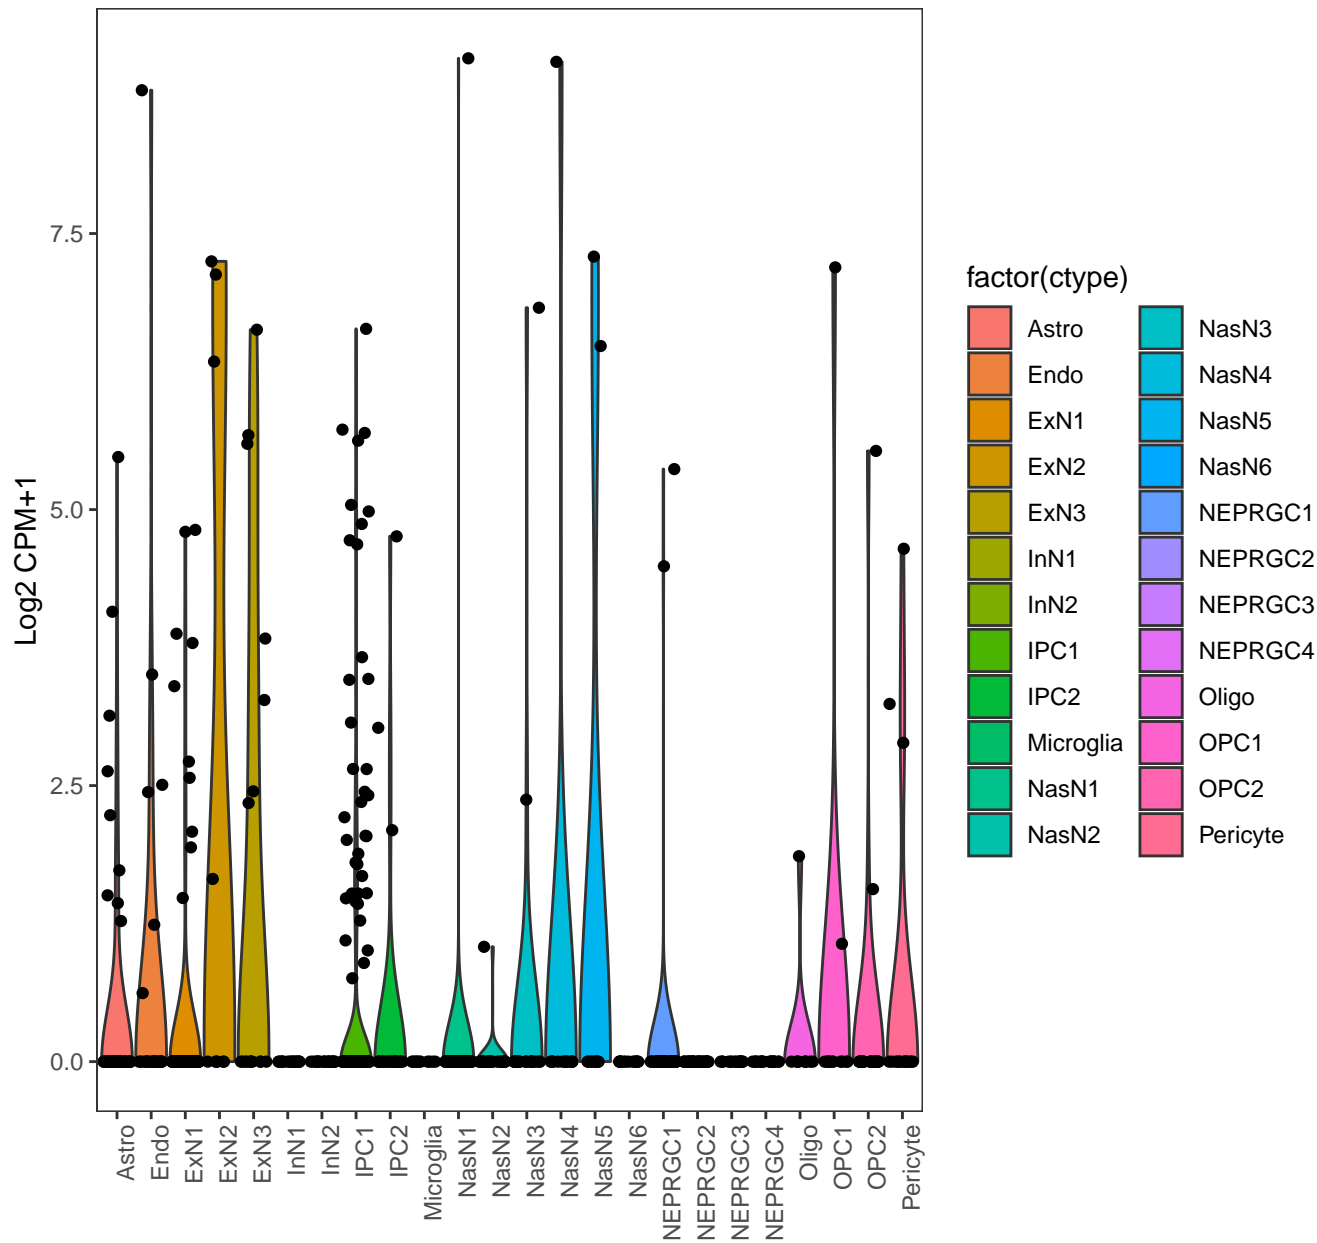 Log2 CPM+1
7.5
5.0
2.5
0.0
Astro
Endo
ExN1
ExN2
ExN3
InN1
InN2
IPC1
IPC2
Microglia
NasN1
NasN2
NasN3
NasN4
NasN5
NasN6
NEPRGC1
NEPRGC2
NEPRGC3
NEPRGC4
Oligo
OPC1
OPC2
Pericyte
factor(ctype)
Astro
Endo
ExN1
ExN2
ExN3
InN1
InN2
IPC1
IPC2
Microglia
NasN1
NasN2
NasN3
NasN4
NasN5
NasN6
NEPRGC1
NEPRGC2
NEPRGC3
NEPRGC4
Oligo
OPC1
OPC2
Pericyte